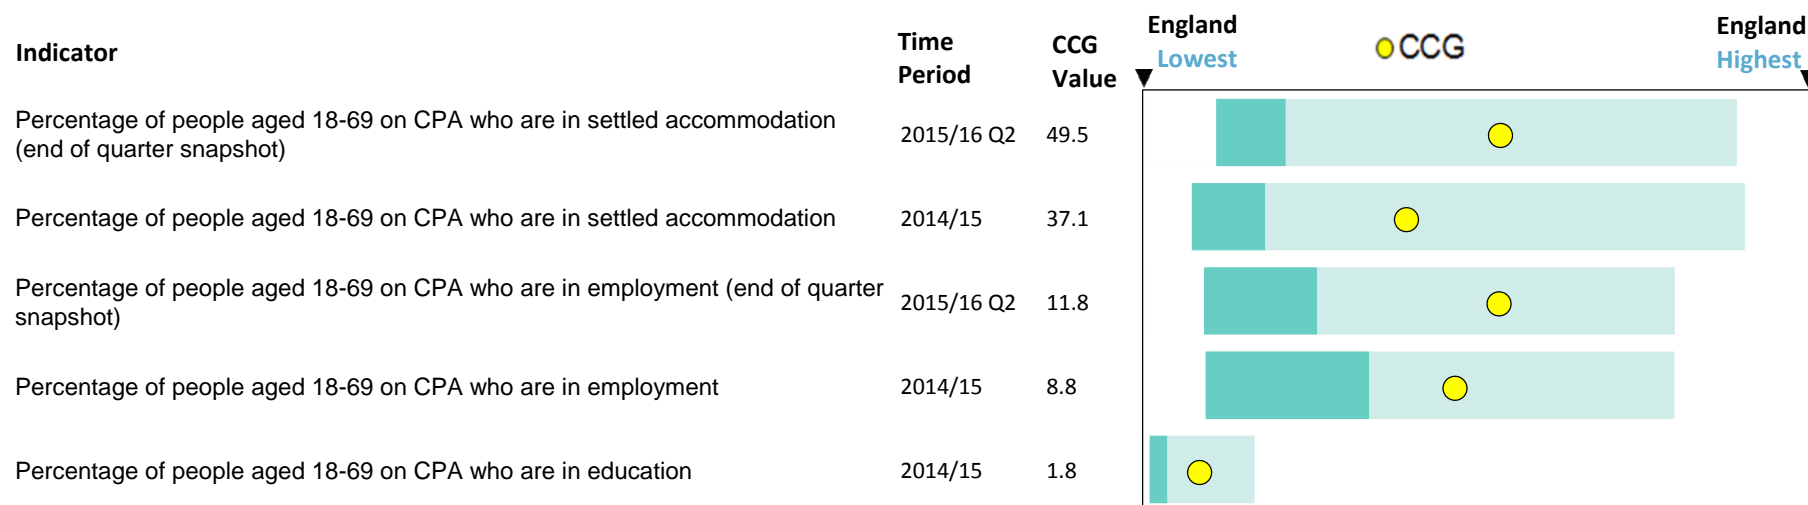 Indicator
Time
Period
CCG
Value
England
Lowest
CCG
England
Highest
Percentage of people aged 18-69 on CPA who are in settled accommodation
(end of quarter snapshot)
2015/16 Q2
49.5
Percentage of people aged 18-69 on CPA who are in settled accommodation
2014/15
37.1
Percentage of people aged 18-69 on CPA who are in employment (end of quarter
snapshot)
2015/16 Q2
11.8
Percentage of people aged 18-69 on CPA who are in employment
2014/15
8.8
Percentage of people aged 18-69 on CPA who are in education
2014/15
1.8